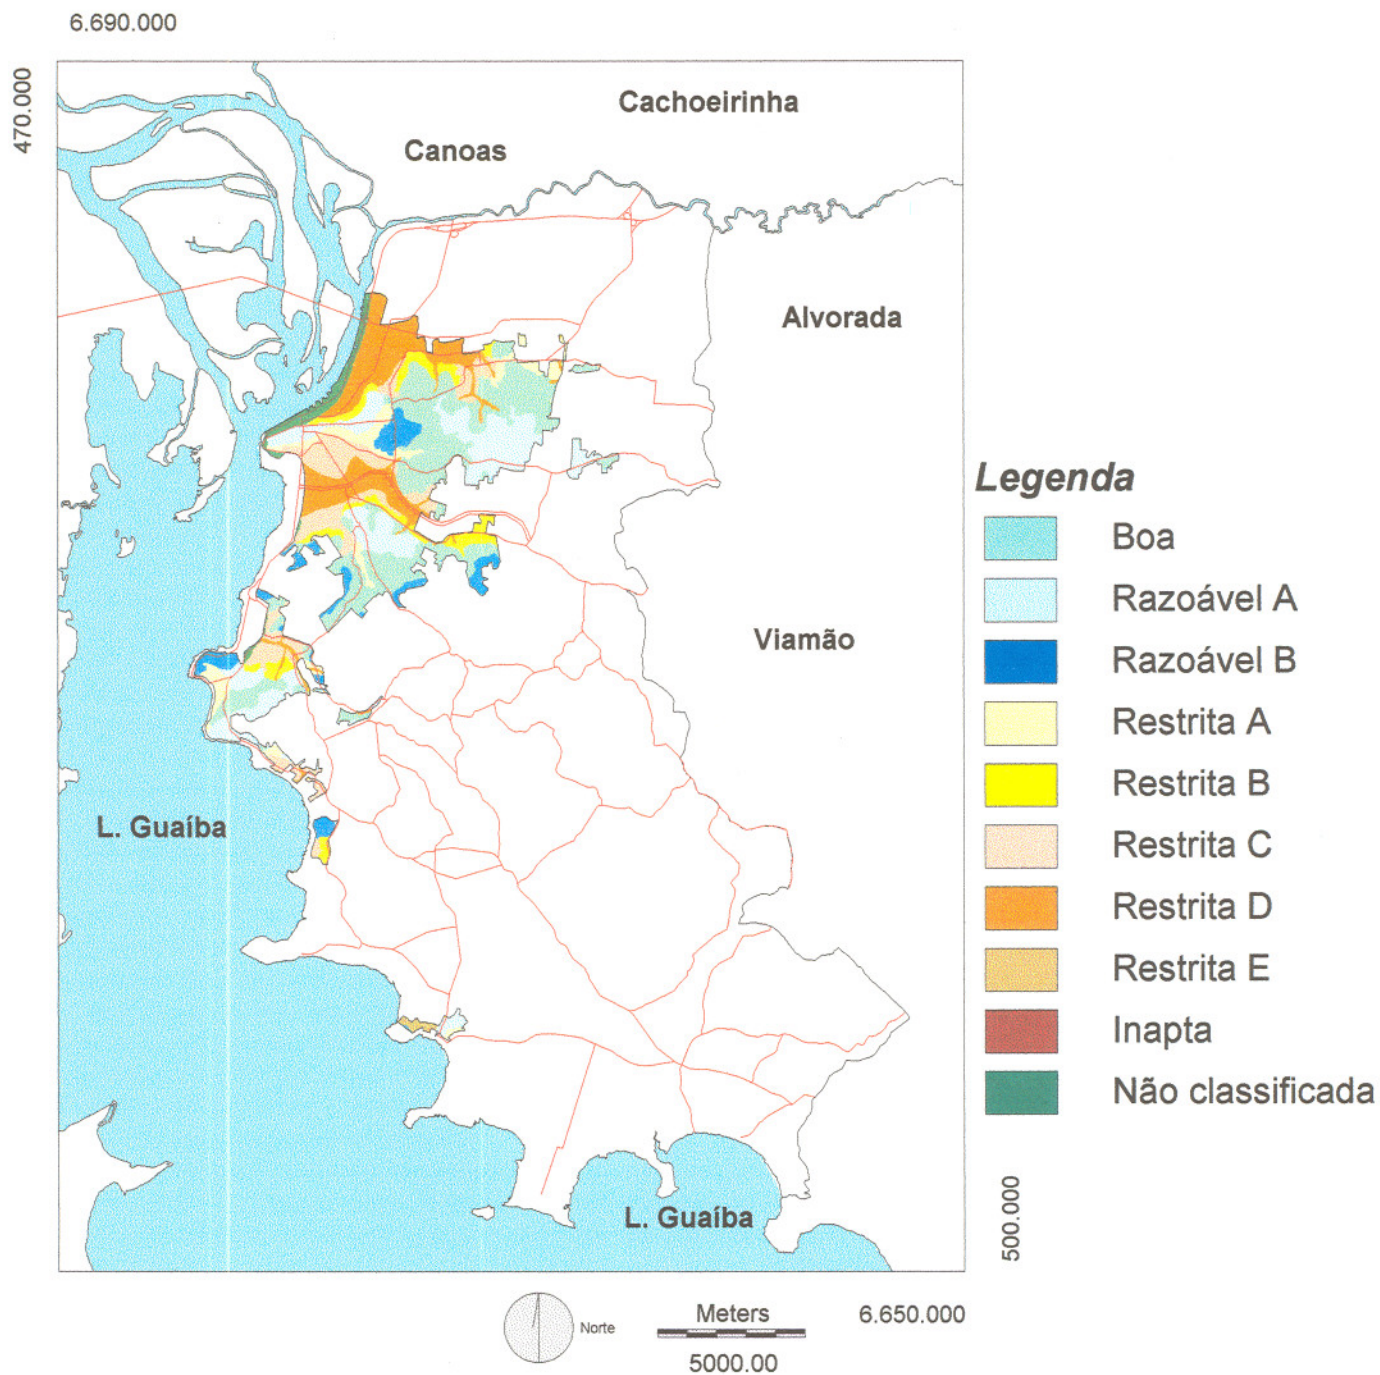 6.690.000
470.000
Cachoeirinha
Canoas
Alvorada
Legenda
Boa
Razoável A
Razoável B
Viamão
Restrita A
Restrita B
L. Guaíba
Restrita C
Restrita D
Restrita E
Inapta
Não classificada
L. Guaíba
500.000
Norte
Meters
6.650.000
5000.00